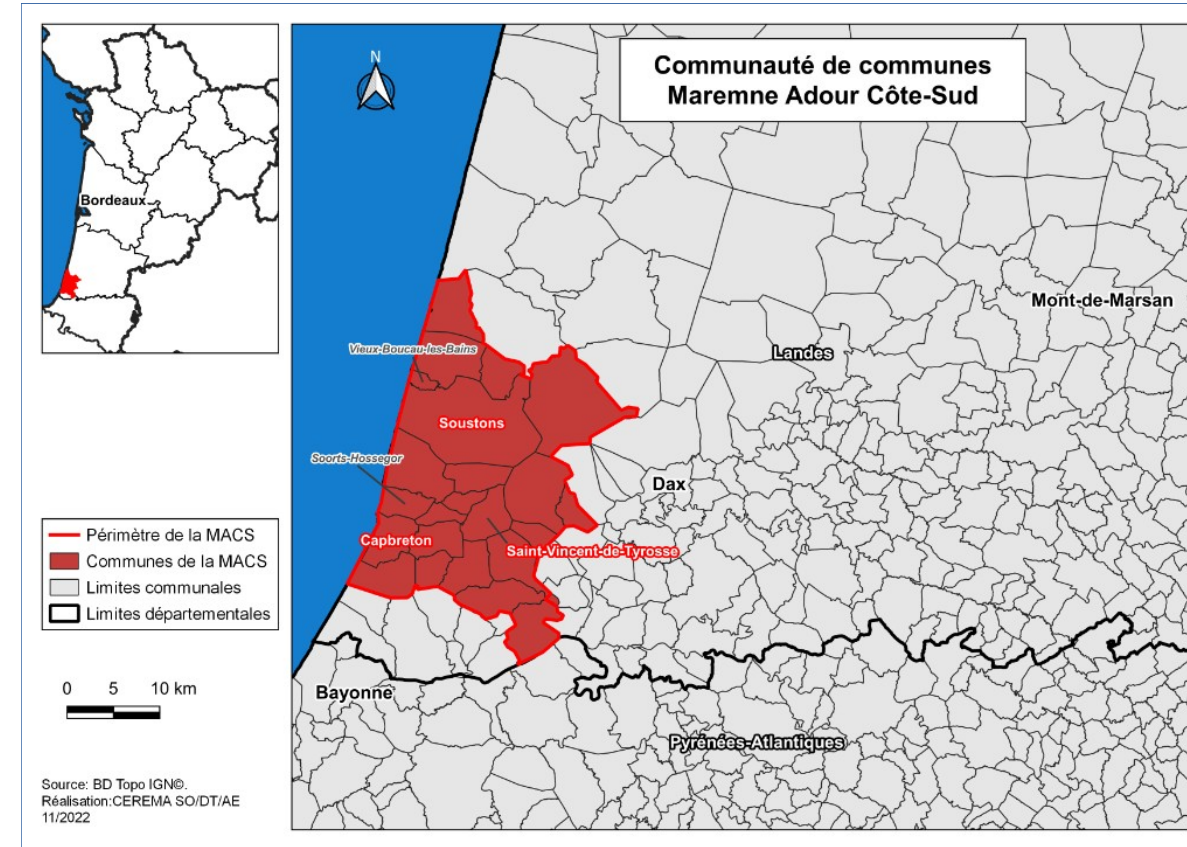 Communauté de communes
Maremne Adour Côte-Sud
N
Bordeaux
Mont-de-Marsan
Landes
Vieux-Boucau-les-Bains
Soustons
Soorts-Hossegor
Dax
Capbreton
Saint-Vincent-de-Tyrosse
Bayonne
Pyrénées-Atlantiques
Périmètre de la MACS
Communes de la MACS
Limites communales
Limites départementales
0 5 10 km
Source: BD Topo IGN©.
Réalisation:CEREMA SO/DT/AE
11/2022